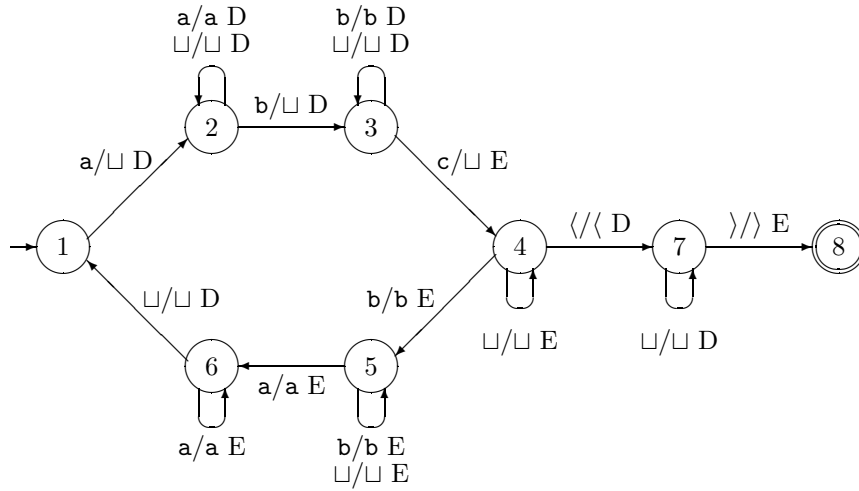 a/a D
⊔/⊔ D
b/b D
⊔/⊔ D
2
b/⊔ D
3
a/⊔ D
c/⊔ E
1
4
⟨/⟨ D
7
⟩/⟩ E
8
⊔/⊔ D
b/b E
⊔/⊔ E
⊔/⊔ D
6
a/a E
5
a/a E
b/b E
⊔/⊔ E